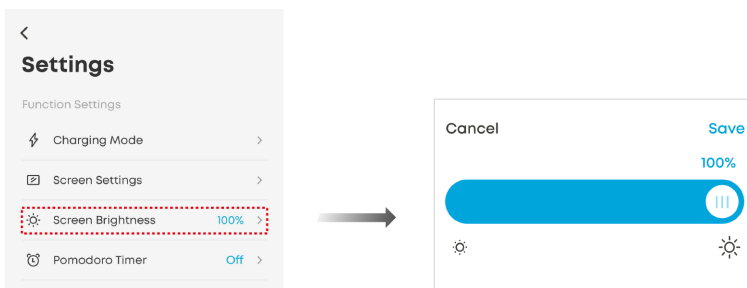 Settings
Function Settings
Charging Mode
Screen Settings
Screen Brightness 100%
Pomodoro Timer Off
Cancel Save
100%